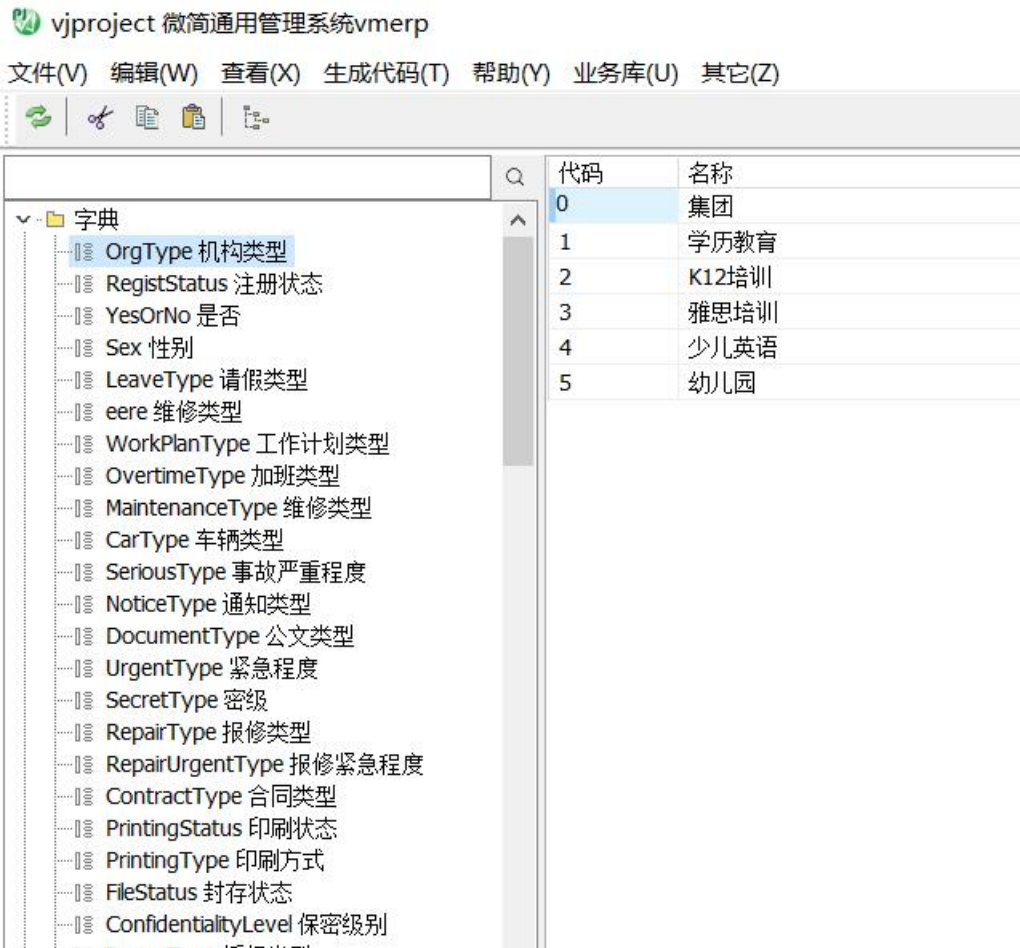 vjproject 微简通用管理系统vmerp
文件(V) 编辑(W) 查看(X) 生成代码(T) 帮助(Y) 业务库(U) 其它(Z)
字典
OrgType 机构类型
RegistStatus 注册状态
YesOrNo 是否
Sex 性别
LeaveType 请假类型
eere 维修类型
WorkPlanType 工作计划类型
OvertimeType 加班类型
MaintenanceType 维修类型
CarType 车辆类型
SeriousType 事故严重程度
NoticeType 通知类型
DocumentType 公文类型
UrgentType 紧急程度
SecretType 密级
RepairType 报修类型
RepairUrgentType 报修紧急程度
ContractType 合同类型
PrintingStatus 印刷状态
PrintingType 印刷方式
FileStatus 封存状态
ConfidentialityLevel 保密级别
代码 名称
0 集团
1 学历教育
2 K12培训
3 雅思培训
4 少儿英语
5 幼儿园